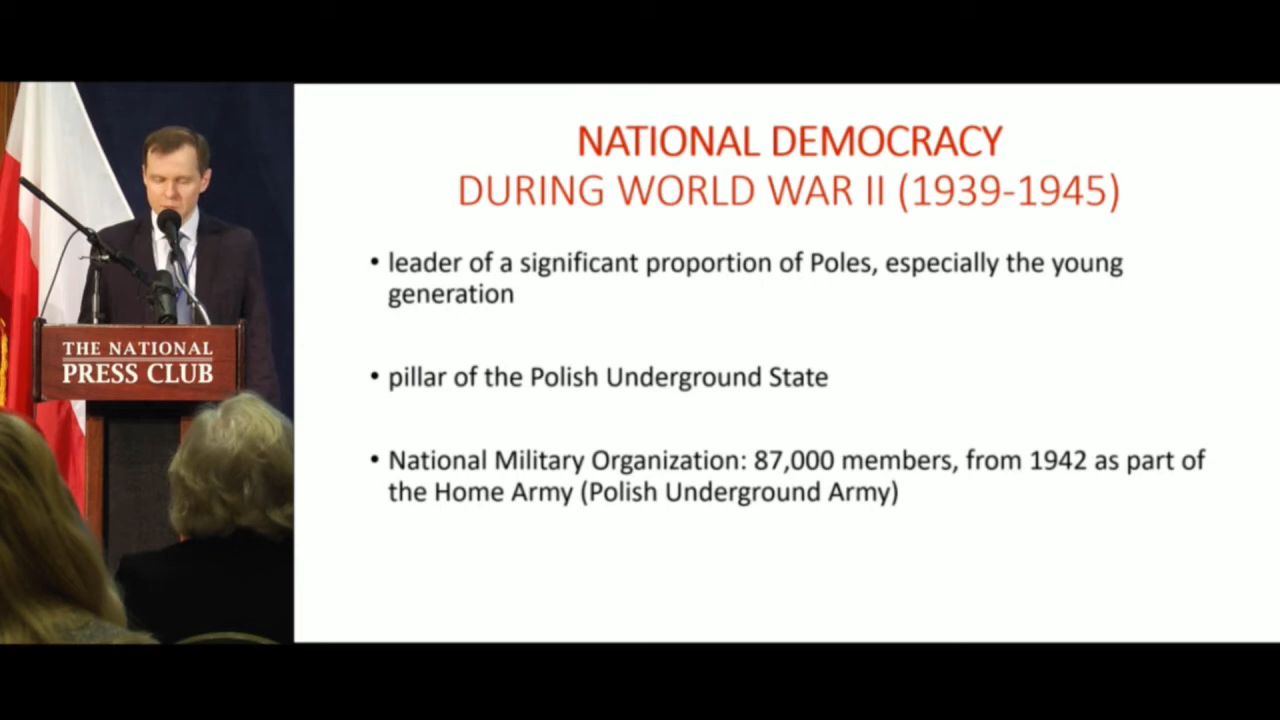 THE NATIONAL
PRESS CLUB
NATIONAL DEMOCRACY
DURING WORLD WAR II (1939-1945)
• leader of a significant proportion of Poles, especially the young
generation
• pillar of the Polish Underground State
• National Military Organization: 87,000 members, from 1942 as part of
the Home Army (Polish Underground Army)